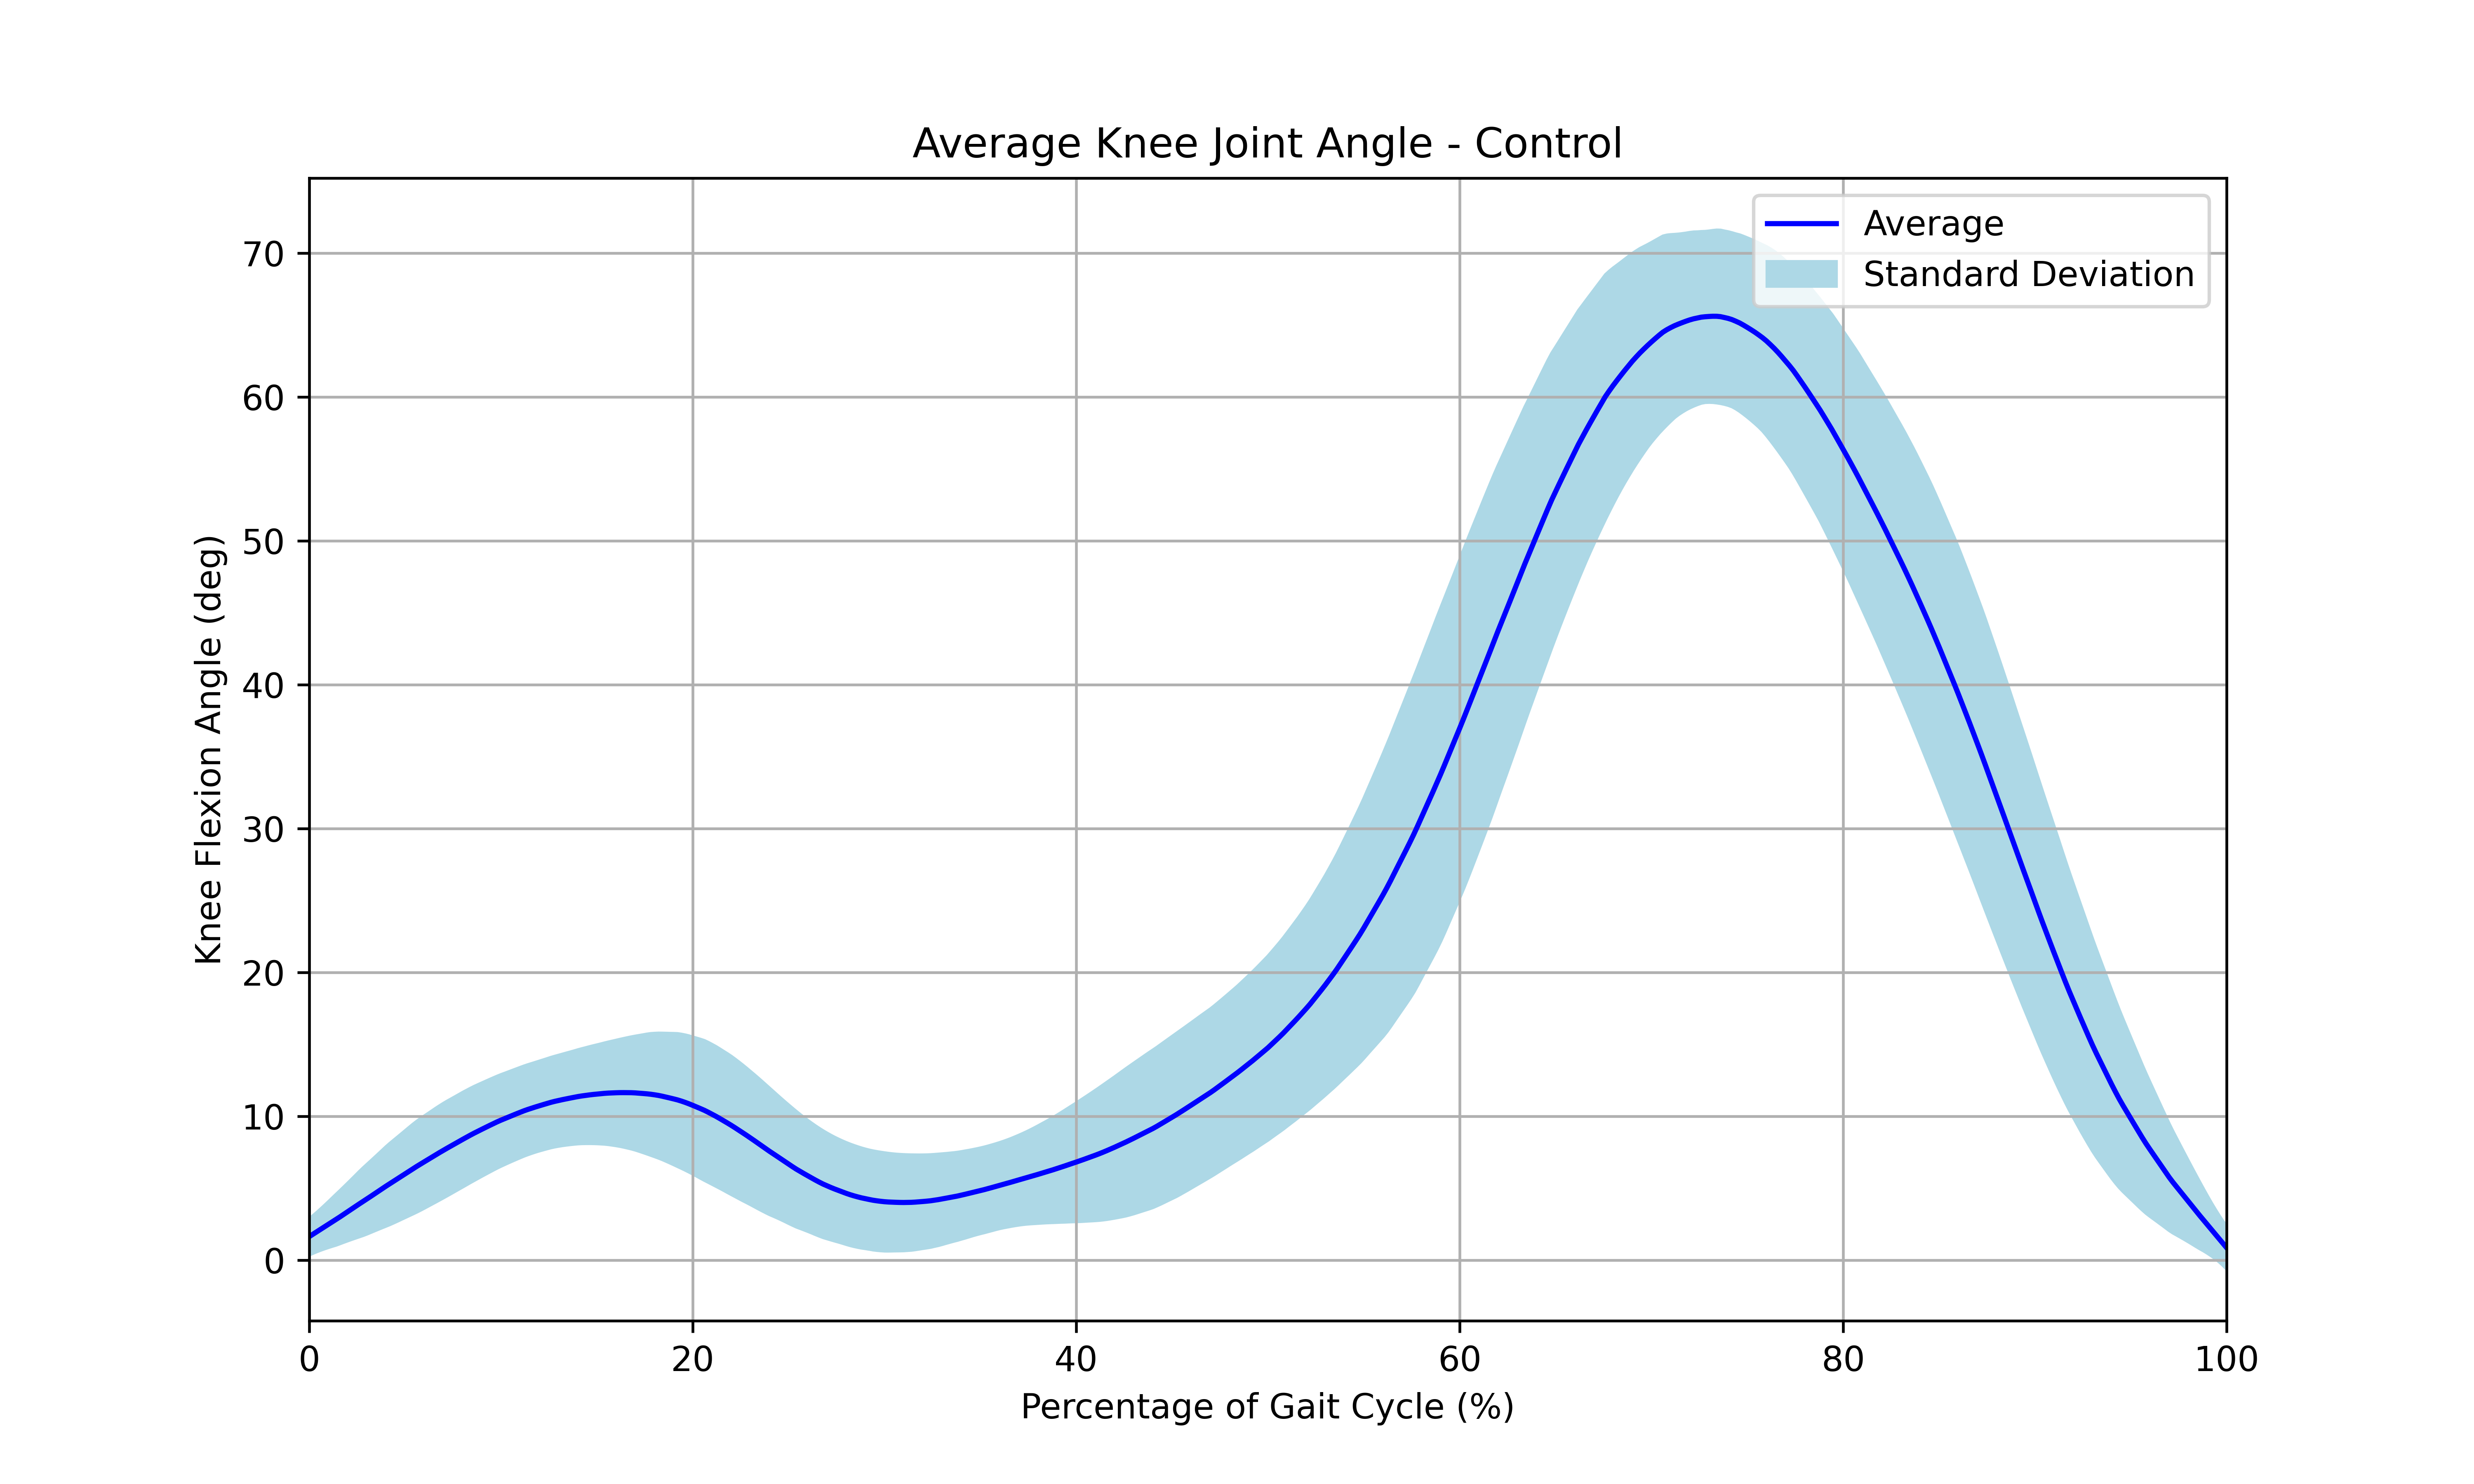 Average Knee Joint Angle - Control
Average
Standard Deviation
Knee Flexion Angle (deg)
70
60
50
40
30
20
10
0
0 20 40 60 80 100
Percentage of Gait Cycle (%)